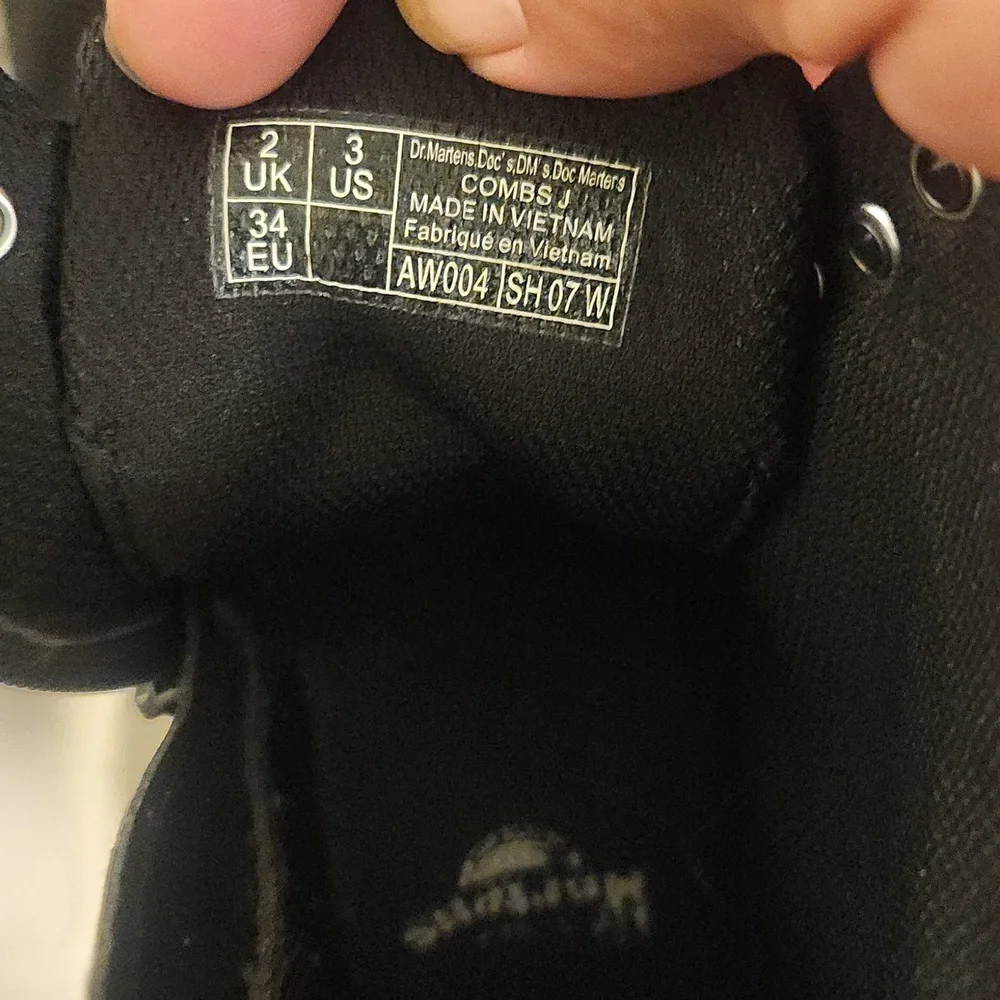 2 UK
3 US
34 EU
Dr.Martens,Doc's,DM's,Doc Martens
COMBS J
MADE IN VIETNAM
Fabriqué en Vietnam
AW004
SH 07 W